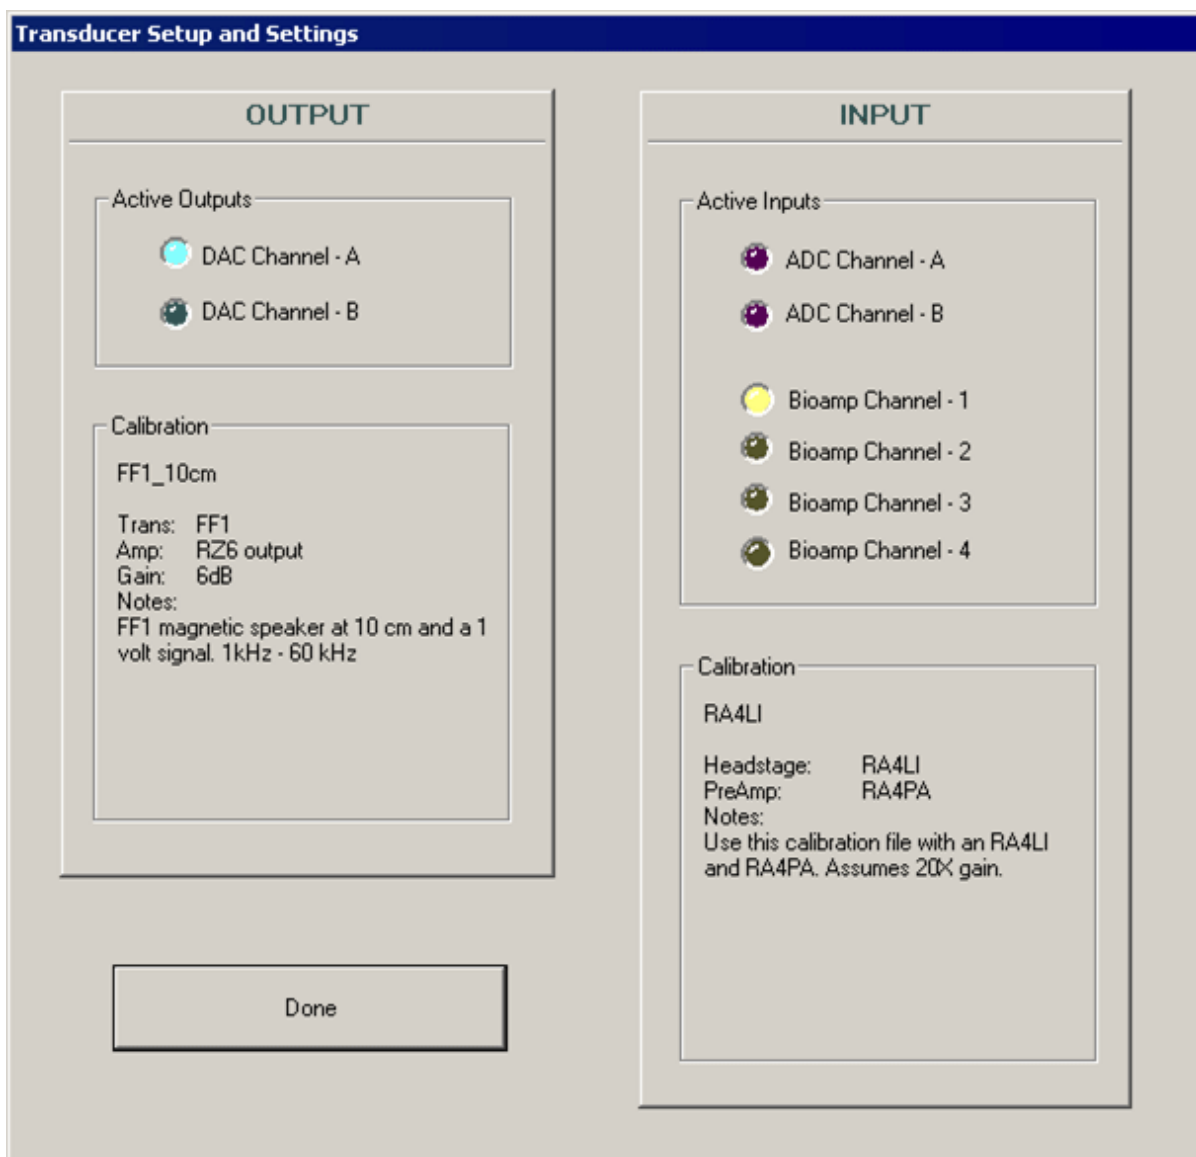 Transducer Setup and Settings
OUTPUT
Active Outputs
DAC Channel - A
DAC Channel - B
Calibration
FF1_10cm
Trans: FF1
Amp: RZ6 output
Gain: 6dB
Notes:
FF1 magnetic speaker at 10 cm and a 1
volt signal. 1kHz - 60 kHz
Done
INPUT
Active Inputs
ADC Channel - A
ADC Channel - B
Bioamp Channel - 1
Bioamp Channel - 2
Bioamp Channel - 3
Bioamp Channel - 4
Calibration
RA4LI
Headstage: RA4LI
PreAmp: RA4PA
Notes:
Use this calibration file with an RA4LI
and RA4PA. Assumes 20X gain.